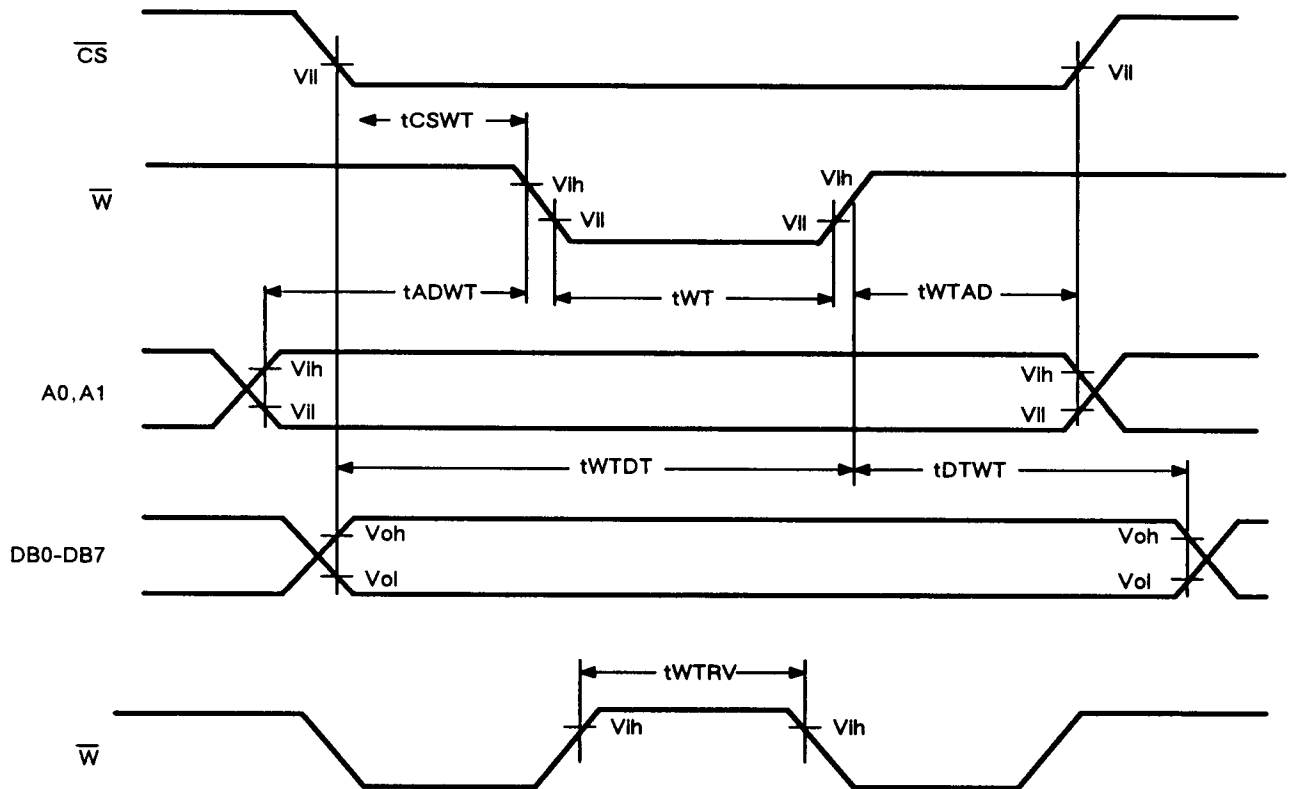 C̅S̅
Vil
Vil
tCSWT
W̅
Vih
Vih
Vil
Vil
tADWT
tWT
tWTAD
A0,A1
Vih
Vih
Vil
Vil
tWTDT
tDTWT
DB0-DB7
Voh
Voh
Vol
Vol
tWTRV
W̅
Vih
Vih